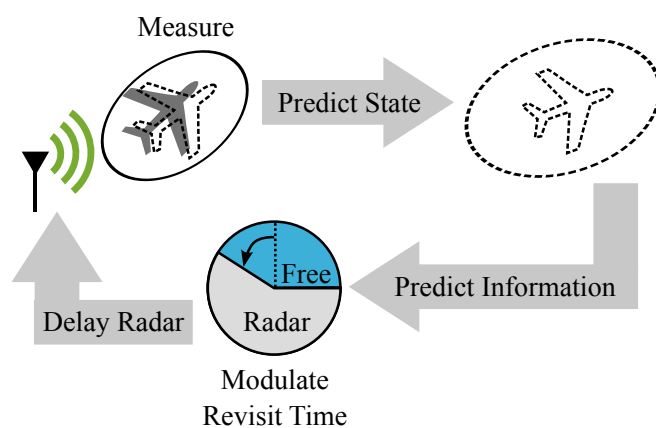 Measure
Predict State
Free
Predict Information
Delay Radar
Radar
Modulate
Revisit Time